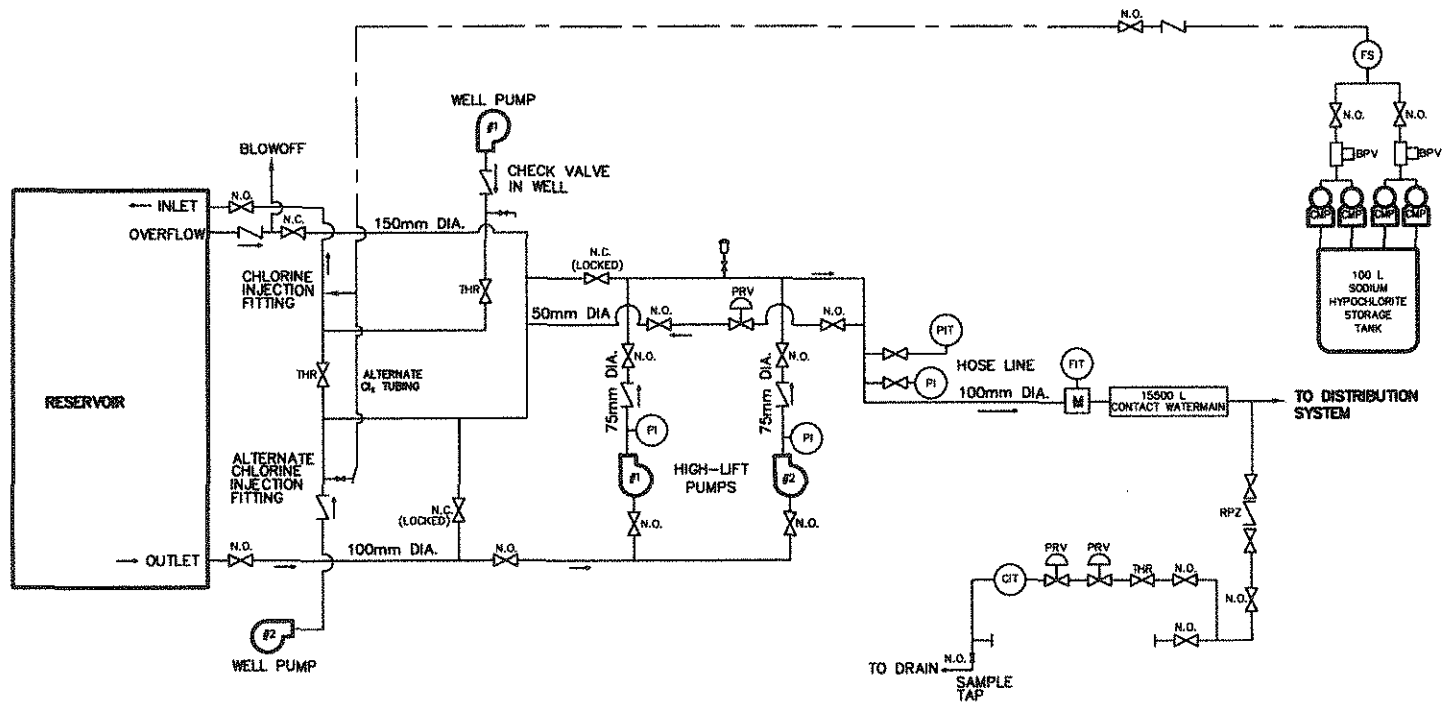 N.O.
FS
N.O.
N.O.
BPV
BPV
CMP
CMP
CMP
CMP
100 L
SODIUM
HYPOCHLORITE
STORAGE
TANK
WELL PUMP
#1
CHECK VALVE
IN WELL
BLOWOFF
INLET
N.O.
OVERFLOW
N.C.
150mm DIA.
CHLORINE
INJECTION
FITTING
THR
N.C.
(LOCKED)
50mm DIA
N.O.
PRV
N.O.
PIT
HOSE LINE
PI
100mm DIA.
FIT
M
15500 L
CONTACT WATERMAIN
TO DISTRIBUTION
SYSTEM
THR
ALTERNATE
Cl₂ TUBING
RESERVOIR
N.O.
N.O.
75mm DIA.
75mm DIA.
PI
PI
#1
HIGH-LIFT
PUMPS
#2
ALTERNATE
CHLORINE
INJECTION
FITTING
N.C.
(LOCKED)
N.O.
N.O.
OUTLET
N.O.
100mm DIA.
N.O.
#2
WELL PUMP
RPZ
PRV
PRV
CIT
THR
N.O.
N.O.
N.O.
TO DRAIN
N.O.
SAMPLE
TAP